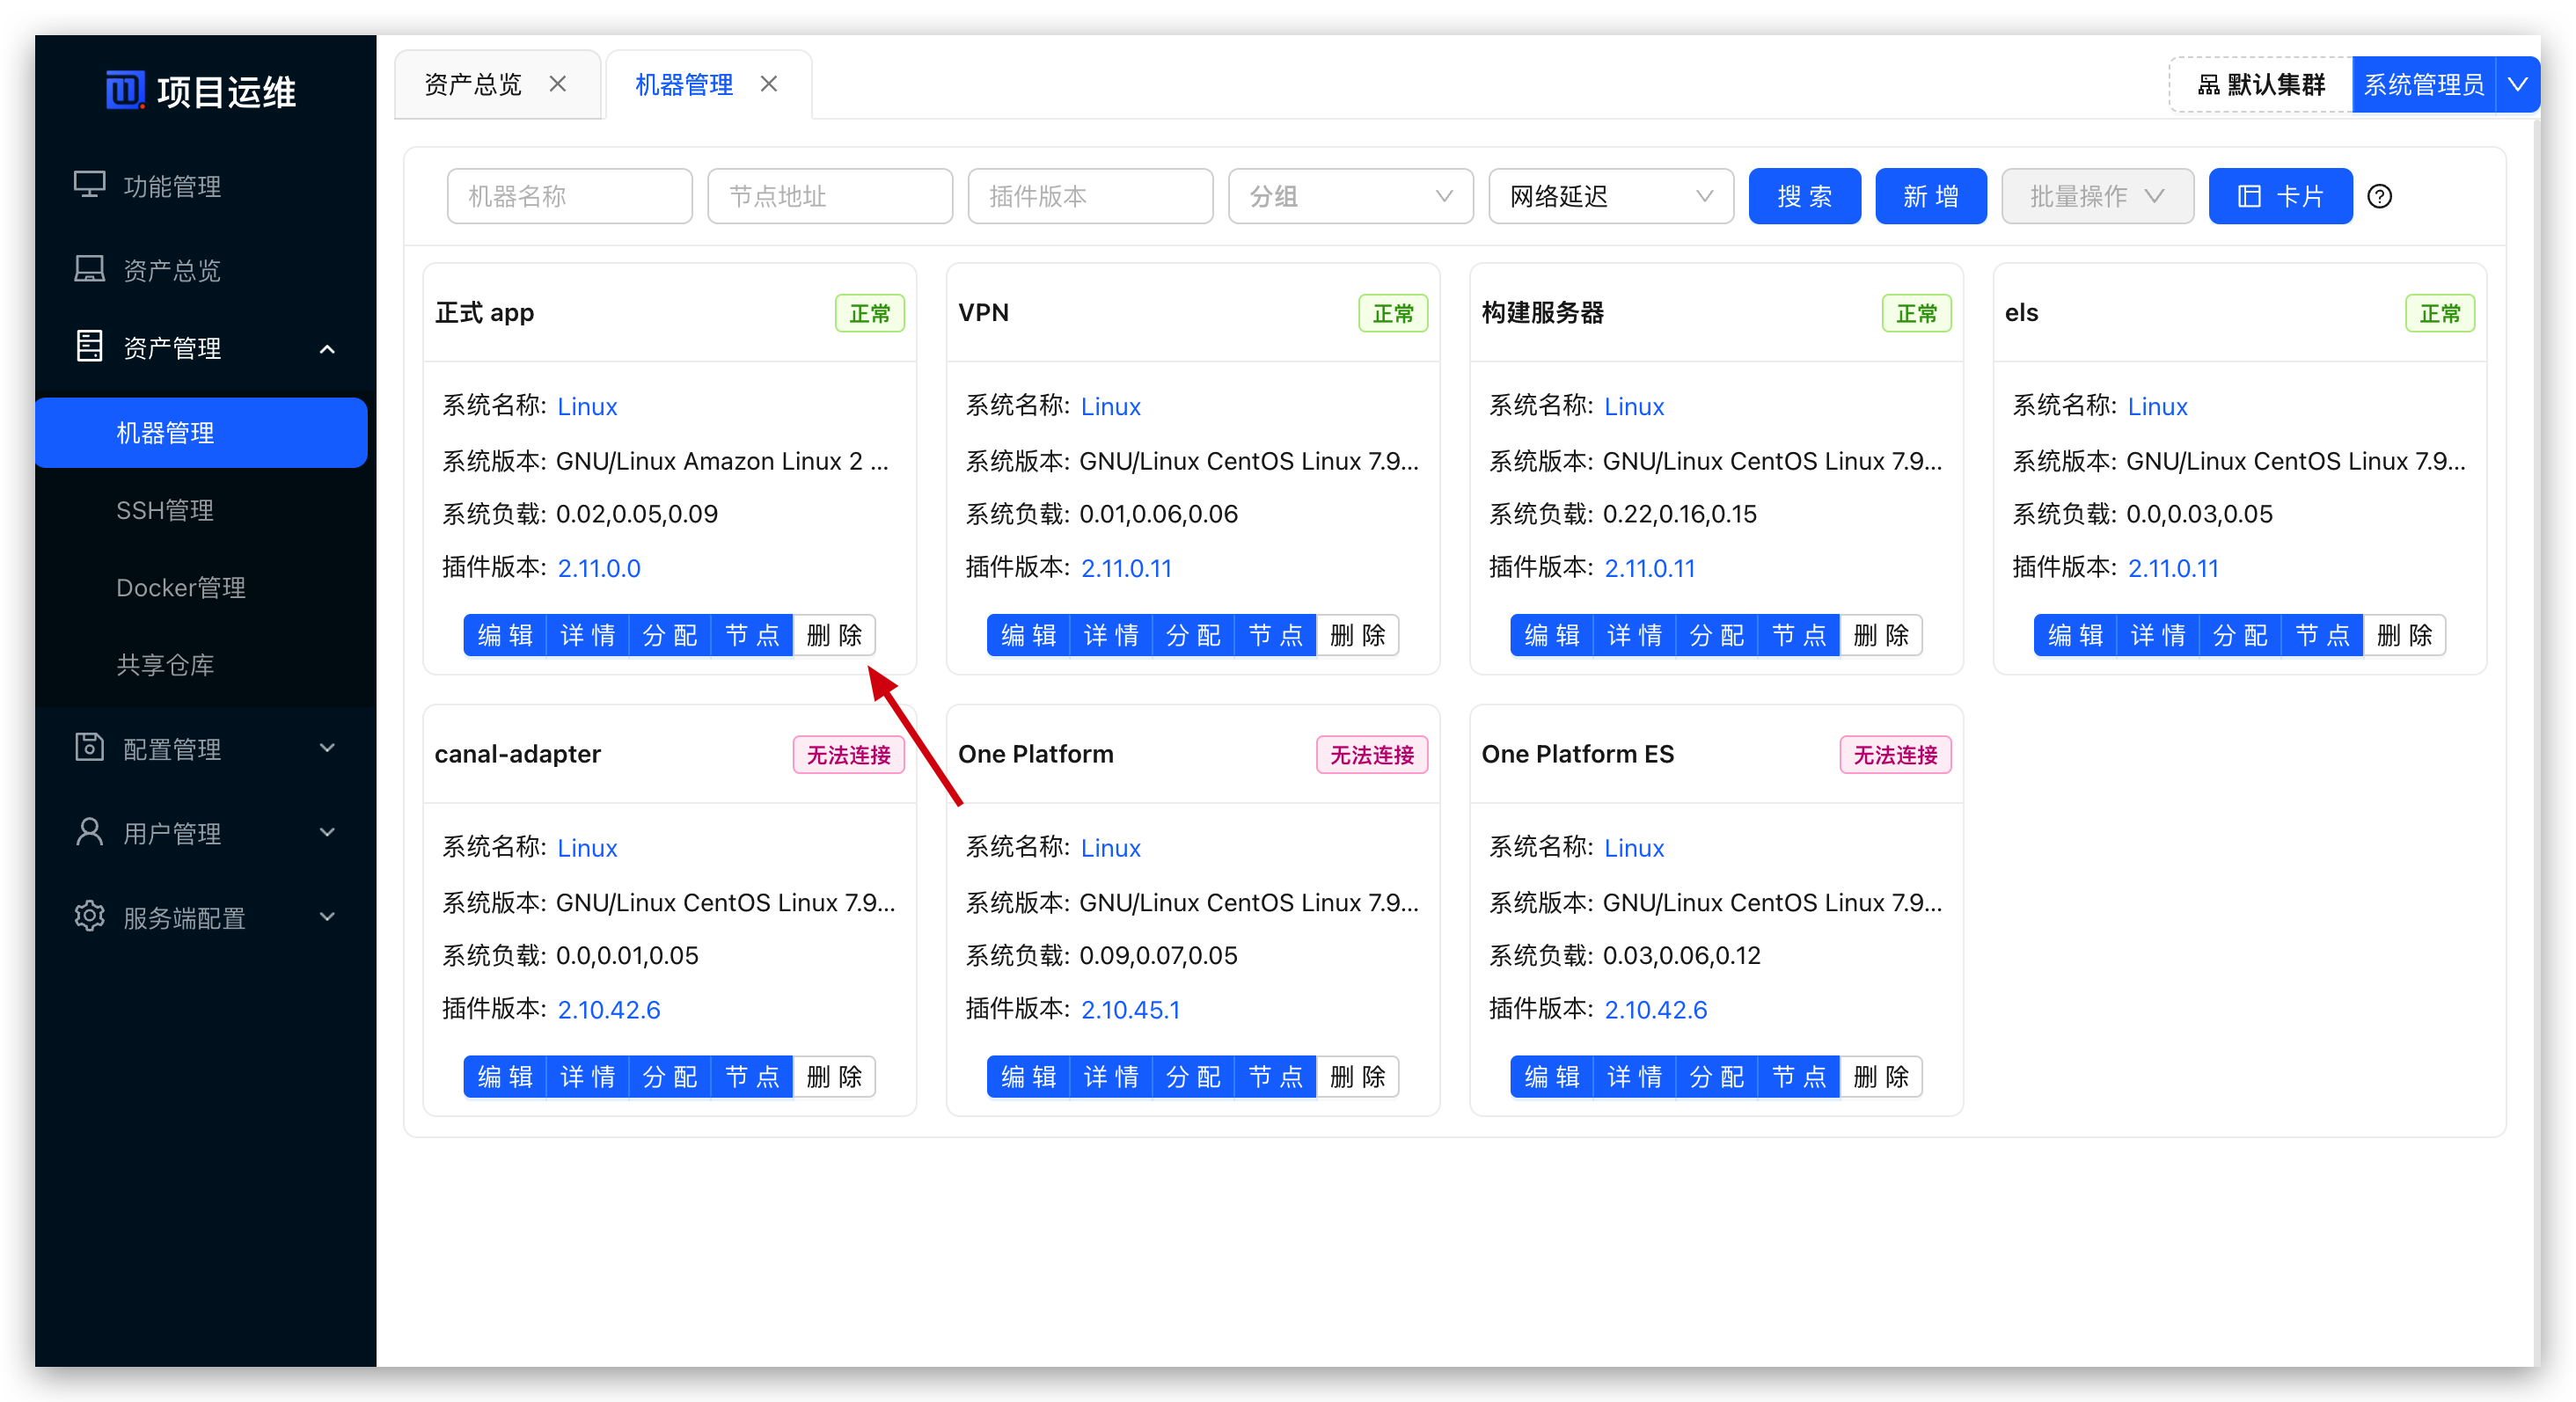 项目运维
功能管理
资产总览
资产管理
机器管理
SSH管理
Docker管理
共享仓库
配置管理
用户管理
服务端配置
资产总览 机器管理 默认集群 系统管理员
机器名称 节点地址 插件版本 分组 网络延迟 搜 索 新 增 批量操作 卡片
正式 app 正常
系统名称: Linux
系统版本: GNU/Linux Amazon Linux 2 ...
系统负载: 0.02,0.05,0.09
插件版本: 2.11.0.0
编 辑 详 情 分 配 节 点 删 除
VPN 正常
系统名称: Linux
系统版本: GNU/Linux CentOS Linux 7.9...
系统负载: 0.01,0.06,0.06
插件版本: 2.11.0.11
编 辑 详 情 分 配 节 点 删 除
构建服务器 正常
系统名称: Linux
系统版本: GNU/Linux CentOS Linux 7.9...
系统负载: 0.22,0.16,0.15
插件版本: 2.11.0.11
编 辑 详 情 分 配 节 点 删 除
els 正常
系统名称: Linux
系统版本: GNU/Linux CentOS Linux 7.9...
系统负载: 0.0,0.03,0.05
插件版本: 2.11.0.11
编 辑 详 情 分 配 节 点 删 除
canal-adapter 无法连接
系统名称: Linux
系统版本: GNU/Linux CentOS Linux 7.9...
系统负载: 0.0,0.01,0.05
插件版本: 2.10.42.6
编 辑 详 情 分 配 节 点 删 除
One Platform 无法连接
系统名称: Linux
系统版本: GNU/Linux CentOS Linux 7.9...
系统负载: 0.09,0.07,0.05
插件版本: 2.10.45.1
编 辑 详 情 分 配 节 点 删 除
One Platform ES 无法连接
系统名称: Linux
系统版本: GNU/Linux CentOS Linux 7.9...
系统负载: 0.03,0.06,0.12
插件版本: 2.10.42.6
编 辑 详 情 分 配 节 点 删 除